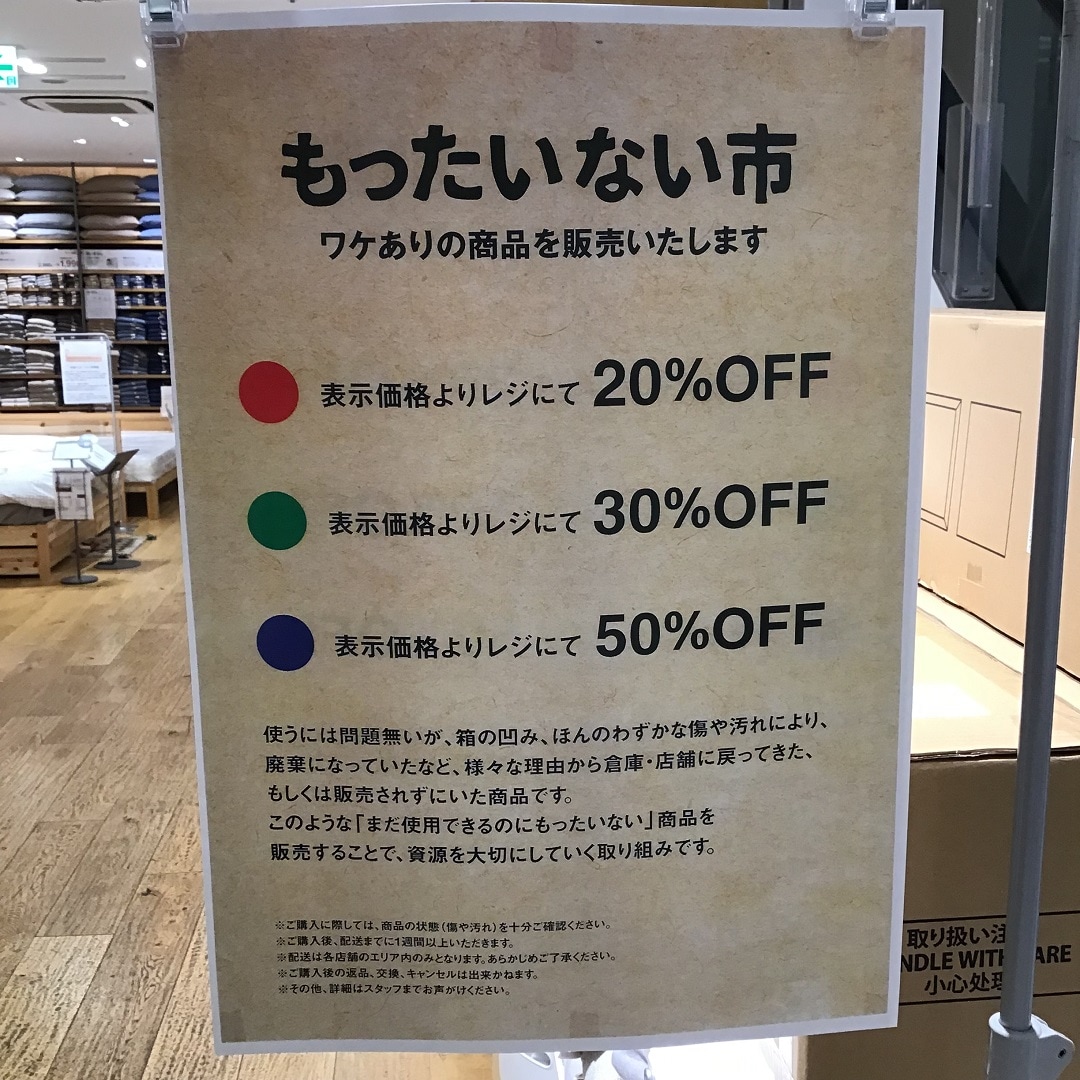 もったいない市
ワケありの商品を販売いたします
表示価格よりレジにて 20%OFF
表示価格よりレジにて 30%OFF
表示価格よりレジにて 50%OFF
使うには問題無いが、箱の凹み、ほんのわずかな傷や汚れにより、
廃棄になっていたなど、様々な理由から倉庫・店舗に戻ってきた、
もしくは販売されずにいた商品です。
このような「まだ使用できるのにもったいない」商品を
販売することで、資源を大切にしていく取り組みです。
※ご購入に際しては、商品の状態(傷や汚れ)を十分ご確認ください。
※ご購入後、配送までに1週間以上いただきます。
※配送は各店舗のエリア内のみとなります。あらかじめご了承ください。
※ご購入後の返品、交換、キャンセルは出来かねます。
※その他、詳細はスタッフまでお声がけください。
取り扱い注
NDLE WITH ARE
小心处理